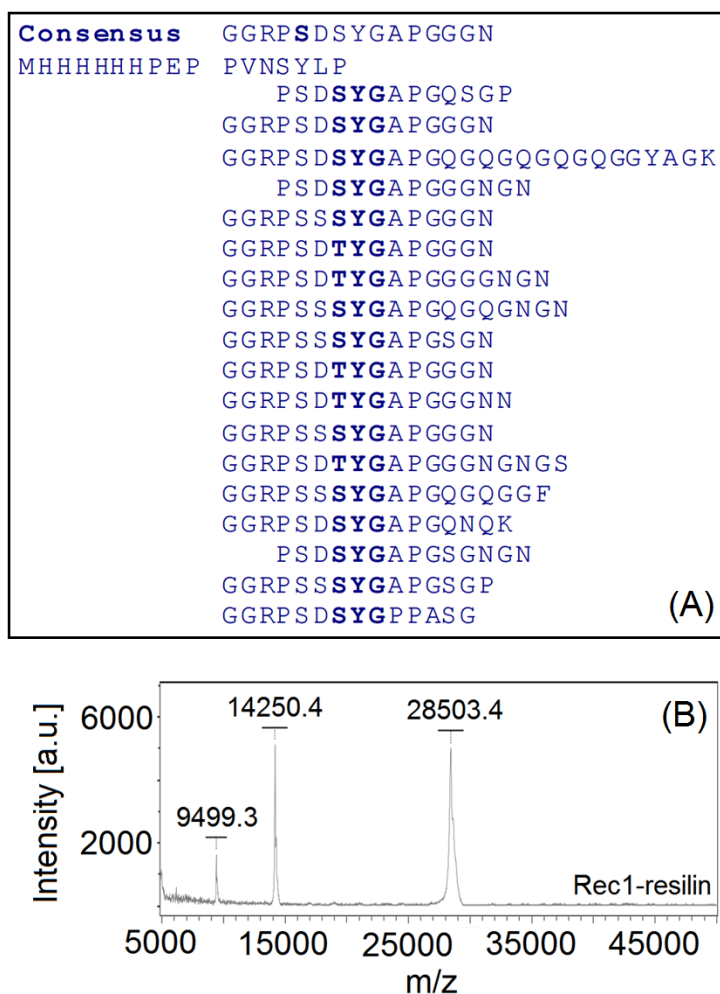 Consensus GGRPSDSYGAPGGGN
MHHHHHHPEP PVNSYLP
PSDSYGAPGQSGP
GGRPSDSYGAPGGGN
GGRPSDSYGAPGQGQGQGQGQGGYAGK
PSDSYGAPGGGNGN
GGRPSSSYGAPGGGN
GGRPSDTYGAPGGGN
GGRPSDTYGAPGGGGNGN
GGRPSSSYGAPGQGQGNGN
GGRPSSSYGAPGSGN
GGRPSDTYGAPGGGN
GGRPSDTYGAPGGGNN
GGRPSSSYGAPGGGN
GGRPSDTYGAPGGGNGNGS
GGRPSSSYGAPGQGQGGF
GGRPSDSYGAPGQNQK
PSDSYGAPGSGNGN
GGRPSSSYGAPGSGP
GGRPSDSYGPPASG
(A)
(B)
6000
2000
Intensity [a.u.]
9499.3
14250.4
28503.4
Rec1-resilin
5000 15000 25000 35000 45000
m/z